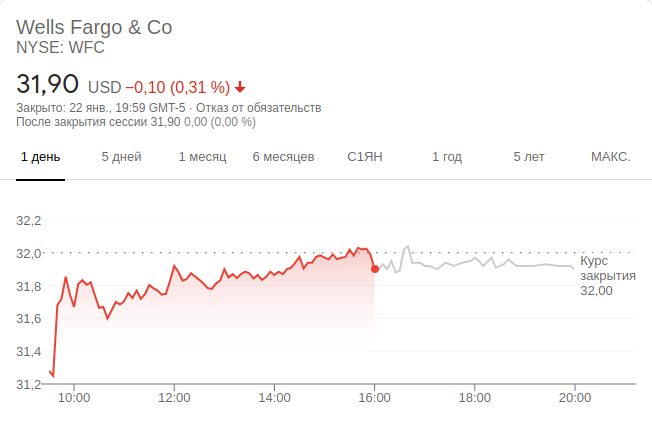 Wells Fargo & Co
NYSE: WFC
31,90 USD −0,10 (0,31 %)
Закрыто: 22 янв., 19:59 GMT-5 · Отказ от обязательств
После закрытия сессии 31,90 0,00 (0,00 %)
1 день 5 дней 1 месяц 6 месяцев С1ЯН 1 год 5 лет МАКС.
32,2
32,0
31,8
31,6
31,4
31,2
Курс
закрытия
32,00
10:00 12:00 14:00 16:00 18:00 20:00